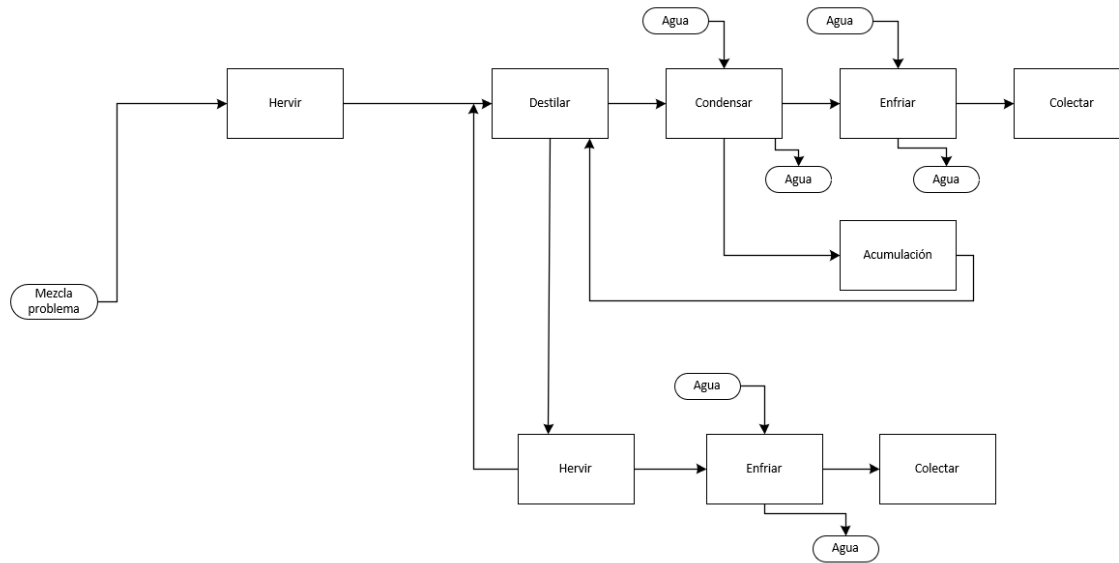 Agua
Agua
Hervir
Destilar
Condensar
Enfriar
Colectar
Agua
Agua
Acumulación
Mezcla
problema
Agua
Hervir
Enfriar
Colectar
Agua